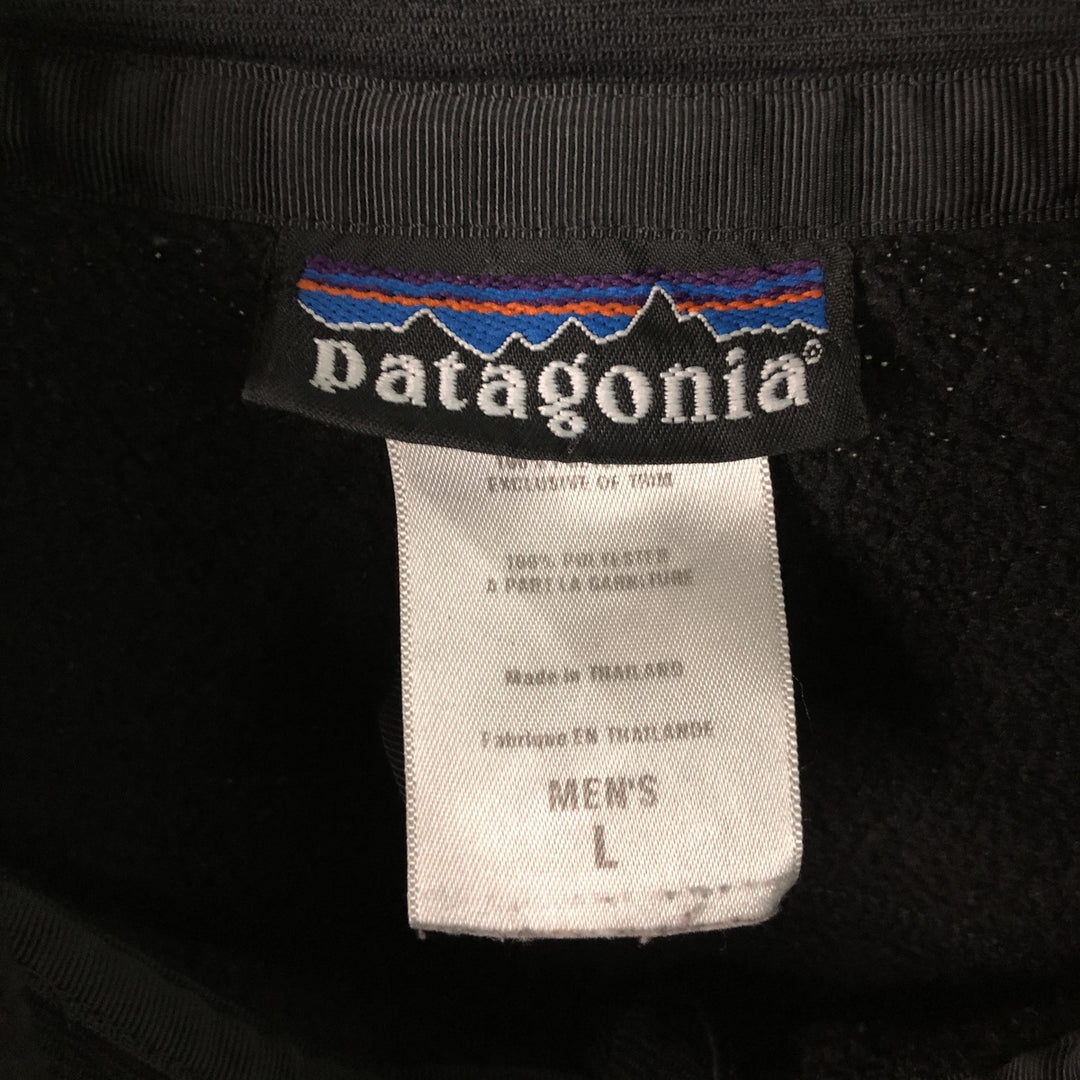 patagonia®
EXCLUSIVE OF TRIM
100% POLYESTER
A PART LA GARNITURE
Made in THAILAND
Fabriqué EN THAILANDE
MEN'S
L